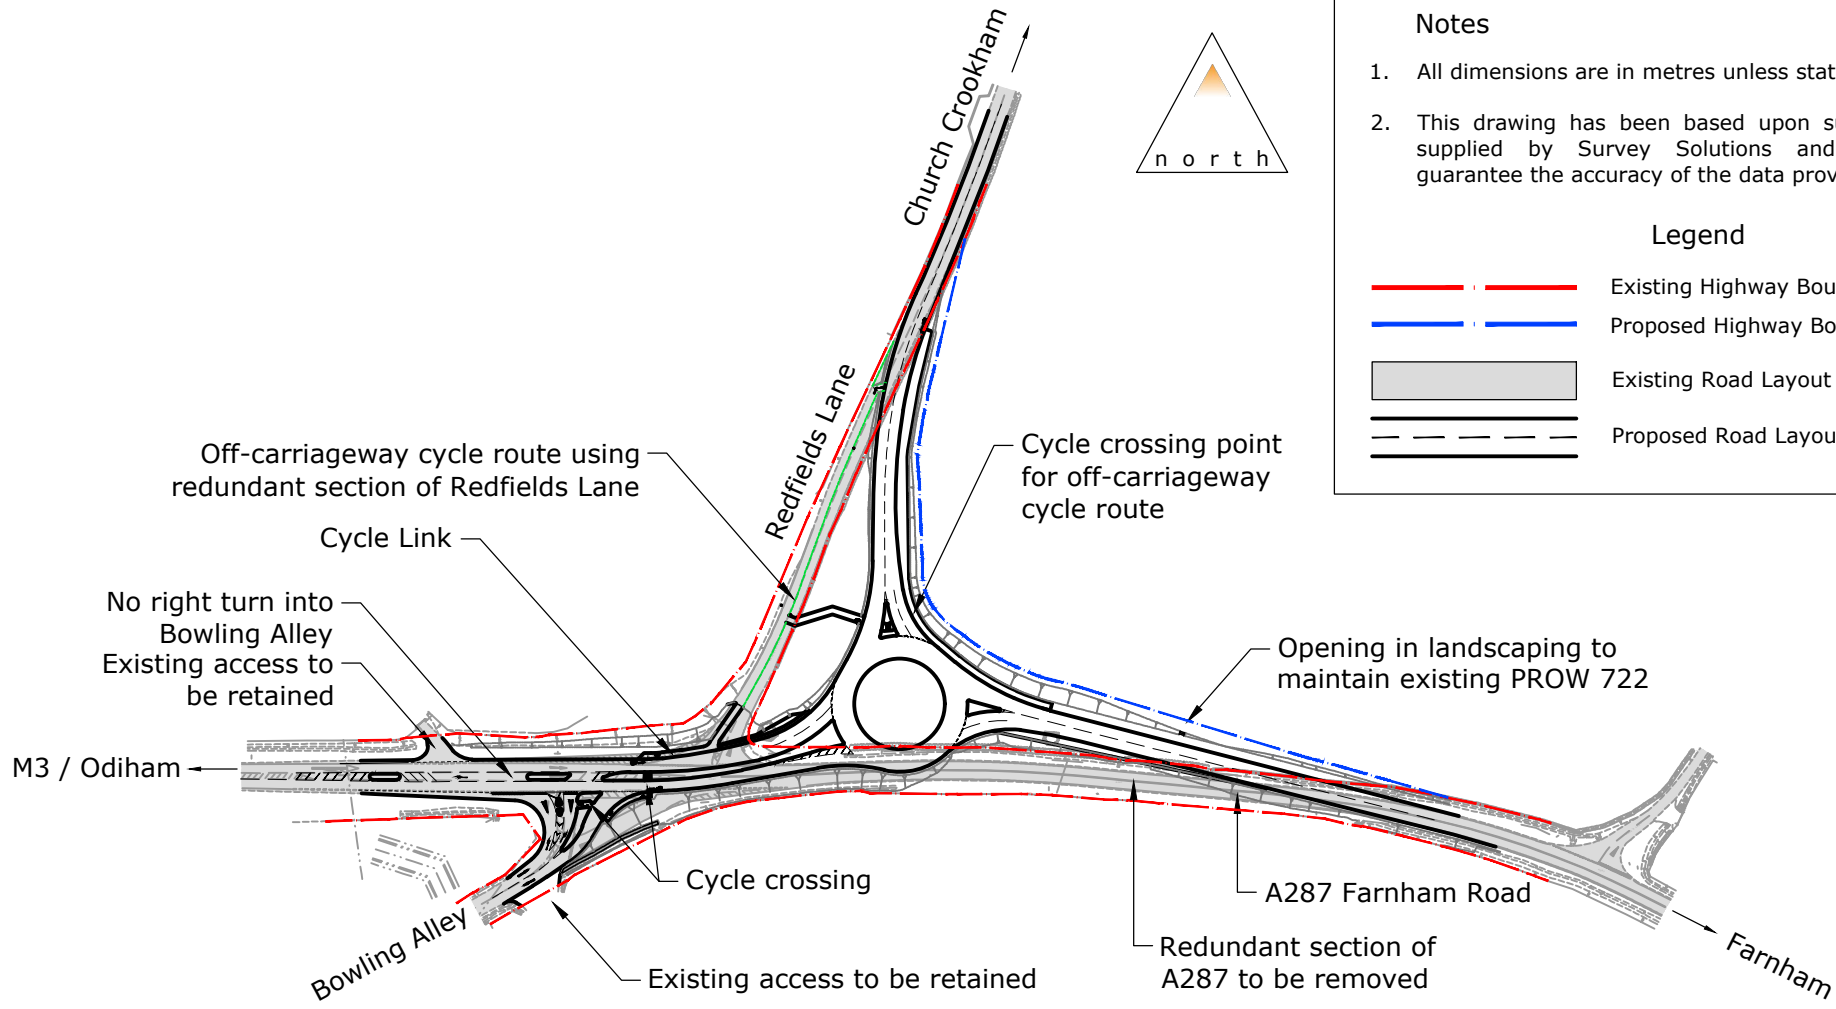 Notes
1. All dimensions are in metres unless
2. This drawing has been based upon
supplied by Survey Solutions and
guarantee the accuracy of the data
Legend
Existing Highway
Proposed Highway
Existing Road Layout
Proposed Road
north
Church Crookham
Redfields Lane
Off-carriageway cycle route using
redundant section of Redfields Lane
Cycle Link
No right turn into
Bowling Alley
Existing access to
be retained
M3 / Odiham
Cycle crossing point
for off-carriageway
cycle route
Opening in landscaping to
maintain existing PROW 722
Cycle crossing
A287 Farnham Road
Redundant section of
A287 to be removed
Existing access to be retained
Bowling Alley
Farnham